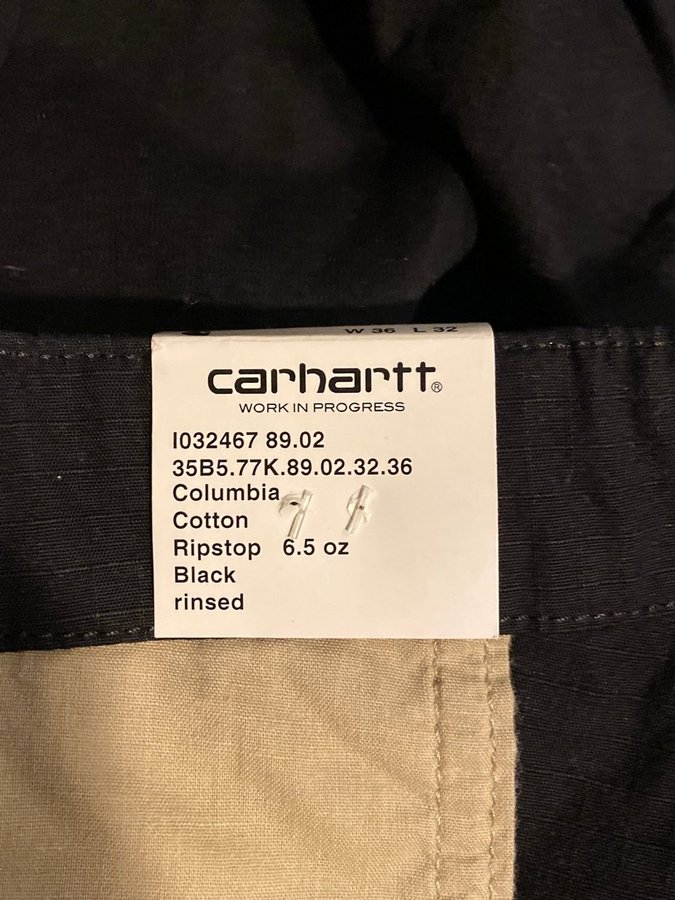 W 36 L 32
carhartt®
WORK IN PROGRESS
I032467 89.02
35B5.77K.89.02.32.36
Columbia
Cotton
Ripstop 6.5 oz
Black
rinsed